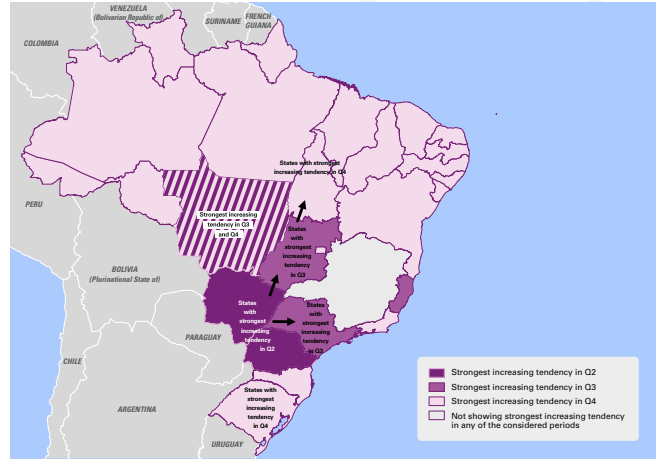 VENEZUELA
(Bolivarian Republic of)
SURINAME
FRENCH
GUIANA
COLOMBIA
States with strongest
increasing tendency in Q4
PERU
Strongest increasing
tendency in Q3
and Q4
States
with
strongest
increasing
tendency
in Q3
BOLIVIA
(Plurinational State of)
States
with
strongest
increasing
tendency
in Q2
States
with
strongest
increasing
tendency
in Q3
PARAGUAY
CHILE
States with
strongest
increasing
tendency
in Q4
ARGENTINA
URUGUAY
Strongest increasing tendency in Q2
Strongest increasing tendency in Q3
Strongest increasing tendency in Q4
Not showing strongest increasing tendency
in any of the considered periods